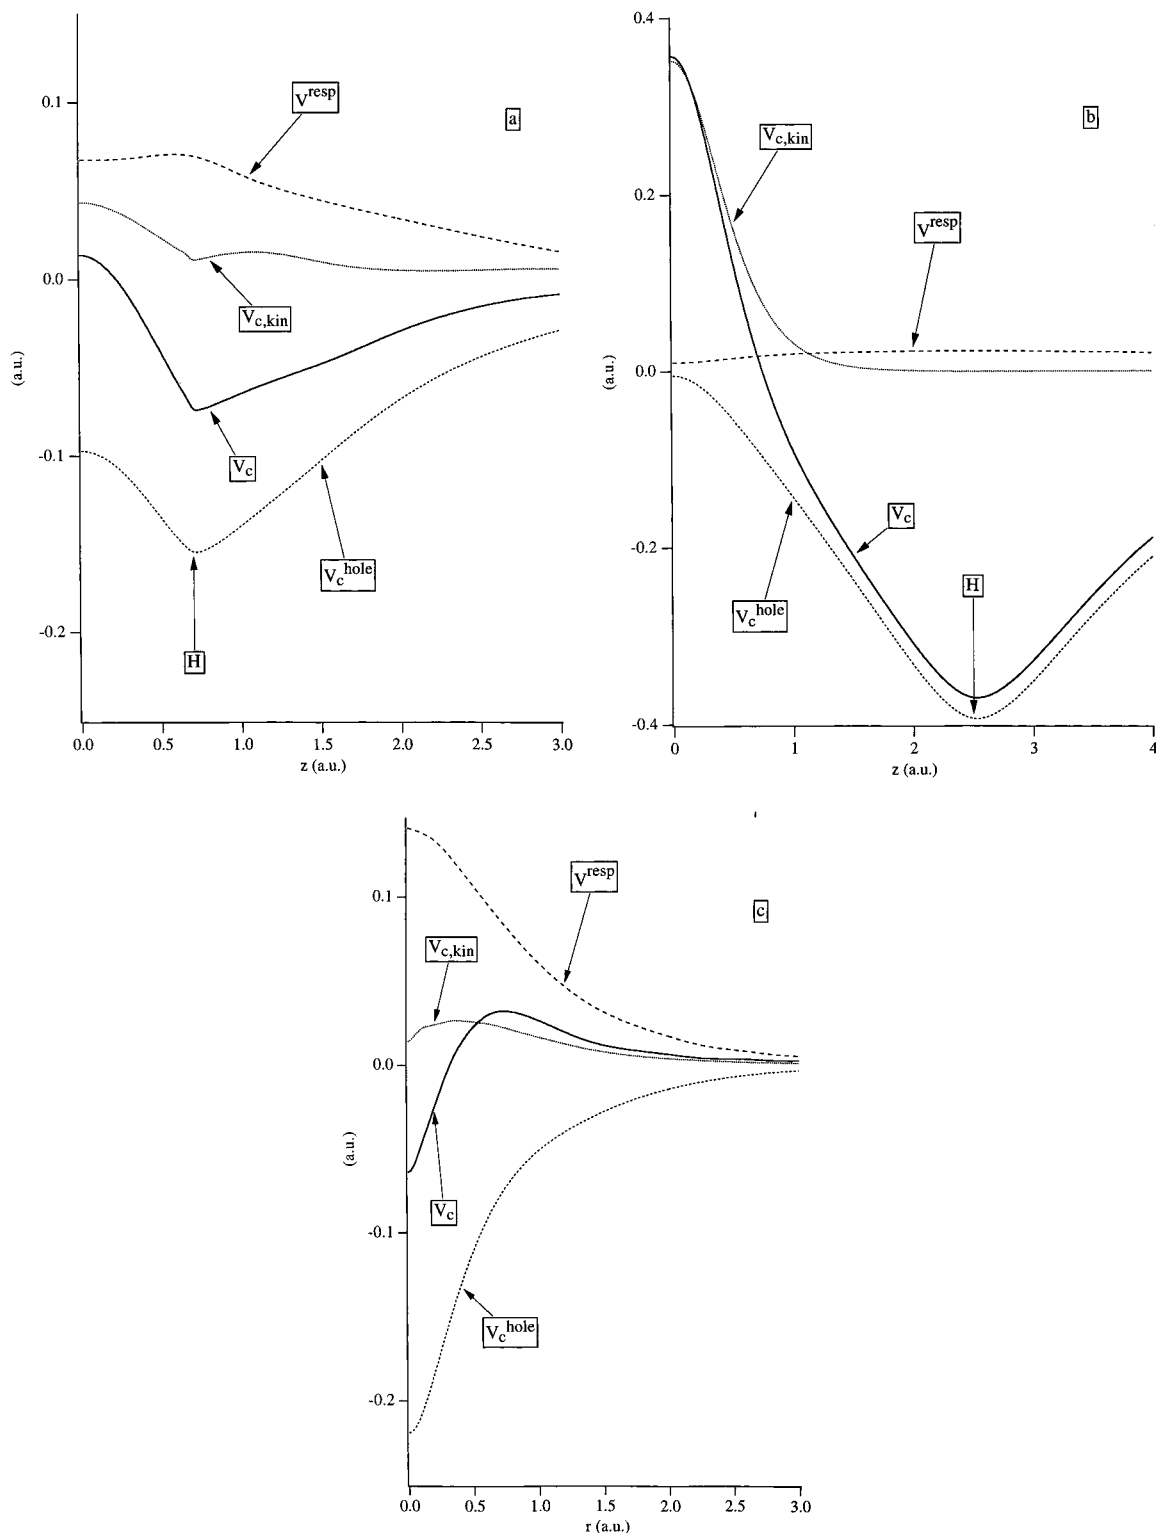 a
0.1
0.0
-0.1
-0.2
(a.u.)
V^resp
V_c,kin
V_c
V_c^hole
H
0.0 0.5 1.0 1.5 2.0 2.5 3.0
z (a.u.)
b
0.4
0.2
0.0
-0.2
-0.4
(a.u.)
V_c,kin
V^resp
V_c
H
V_c^hole
0 1 2 3 4
z (a.u.)
c
0.1
0.0
-0.1
-0.2
(a.u.)
V^resp
V_c,kin
V_c
V_c^hole
0.0 0.5 1.0 1.5 2.0 2.5 3.0
r (a.u.)